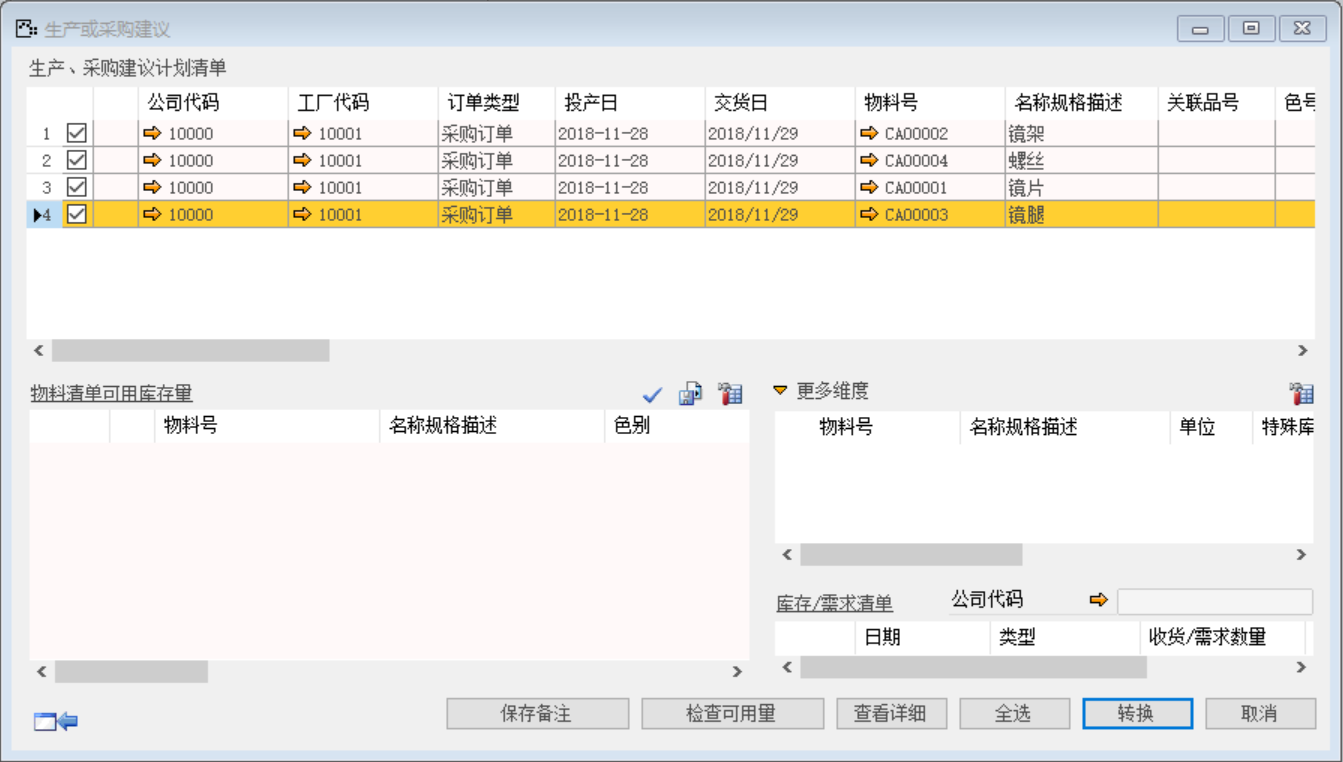 生产或采购建议
生产、采购建议计划清单
公司代码 工厂代码 订单类型 投产日 交货日 物料号 名称规格描述 关联品号 色号
1 10000 10001 采购订单 2018-11-28 2018/11/29 CA00002 镜架
2 10000 10001 采购订单 2018-11-28 2018/11/29 CA00004 螺丝
3 10000 10001 采购订单 2018-11-28 2018/11/29 CA00001 镜片
4 10000 10001 采购订单 2018-11-28 2018/11/29 CA00003 镜腿
物料清单可用库存量
物料号 名称规格描述 色别
更多维度
物料号 名称规格描述 单位 特殊库
库存/需求清单 公司代码
日期 类型 收货/需求数量
保存备注 检查可用量 查看详细 全选 转换 取消